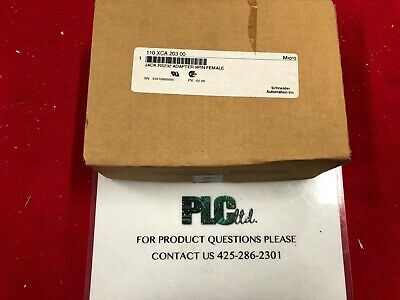 110 XCA 203 00
1 Micro
JACK RS232 ADAPTER 9PIN FEMALE
Schneider
Automation Inc.
PLC ltd.
FOR PRODUCT QUESTIONS PLEASE
CONTACT US 425-286-2301